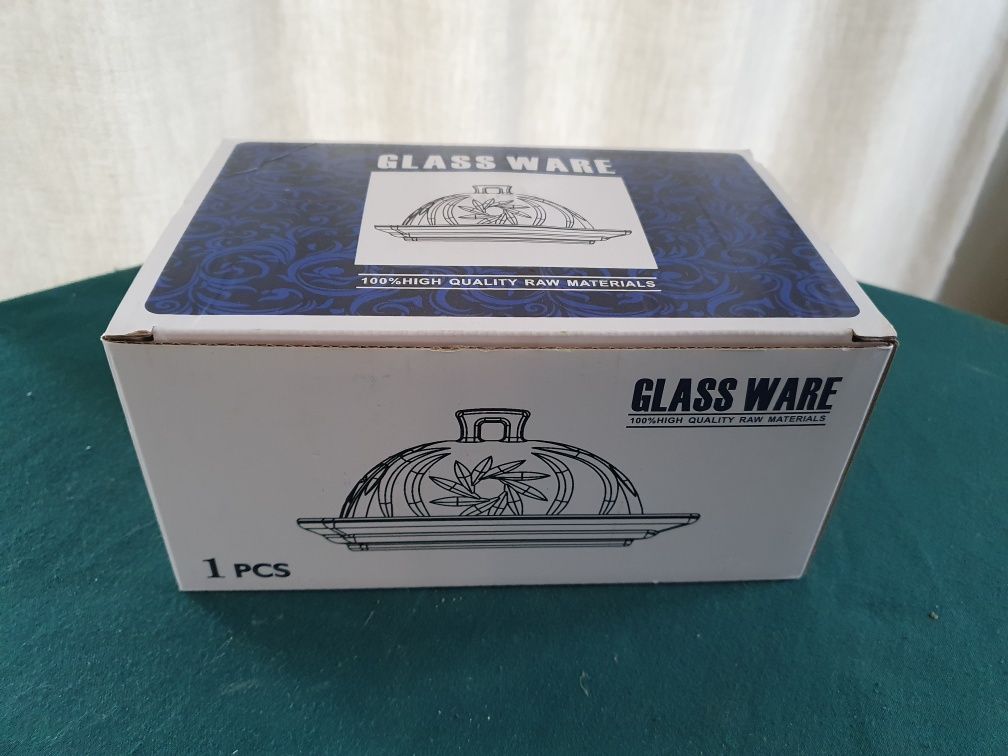 GLASS WARE
100%HIGH QUALITY RAW MATERIALS
GLASS WARE
100%HIGH QUALITY RAW MATERIALS
1 PCS